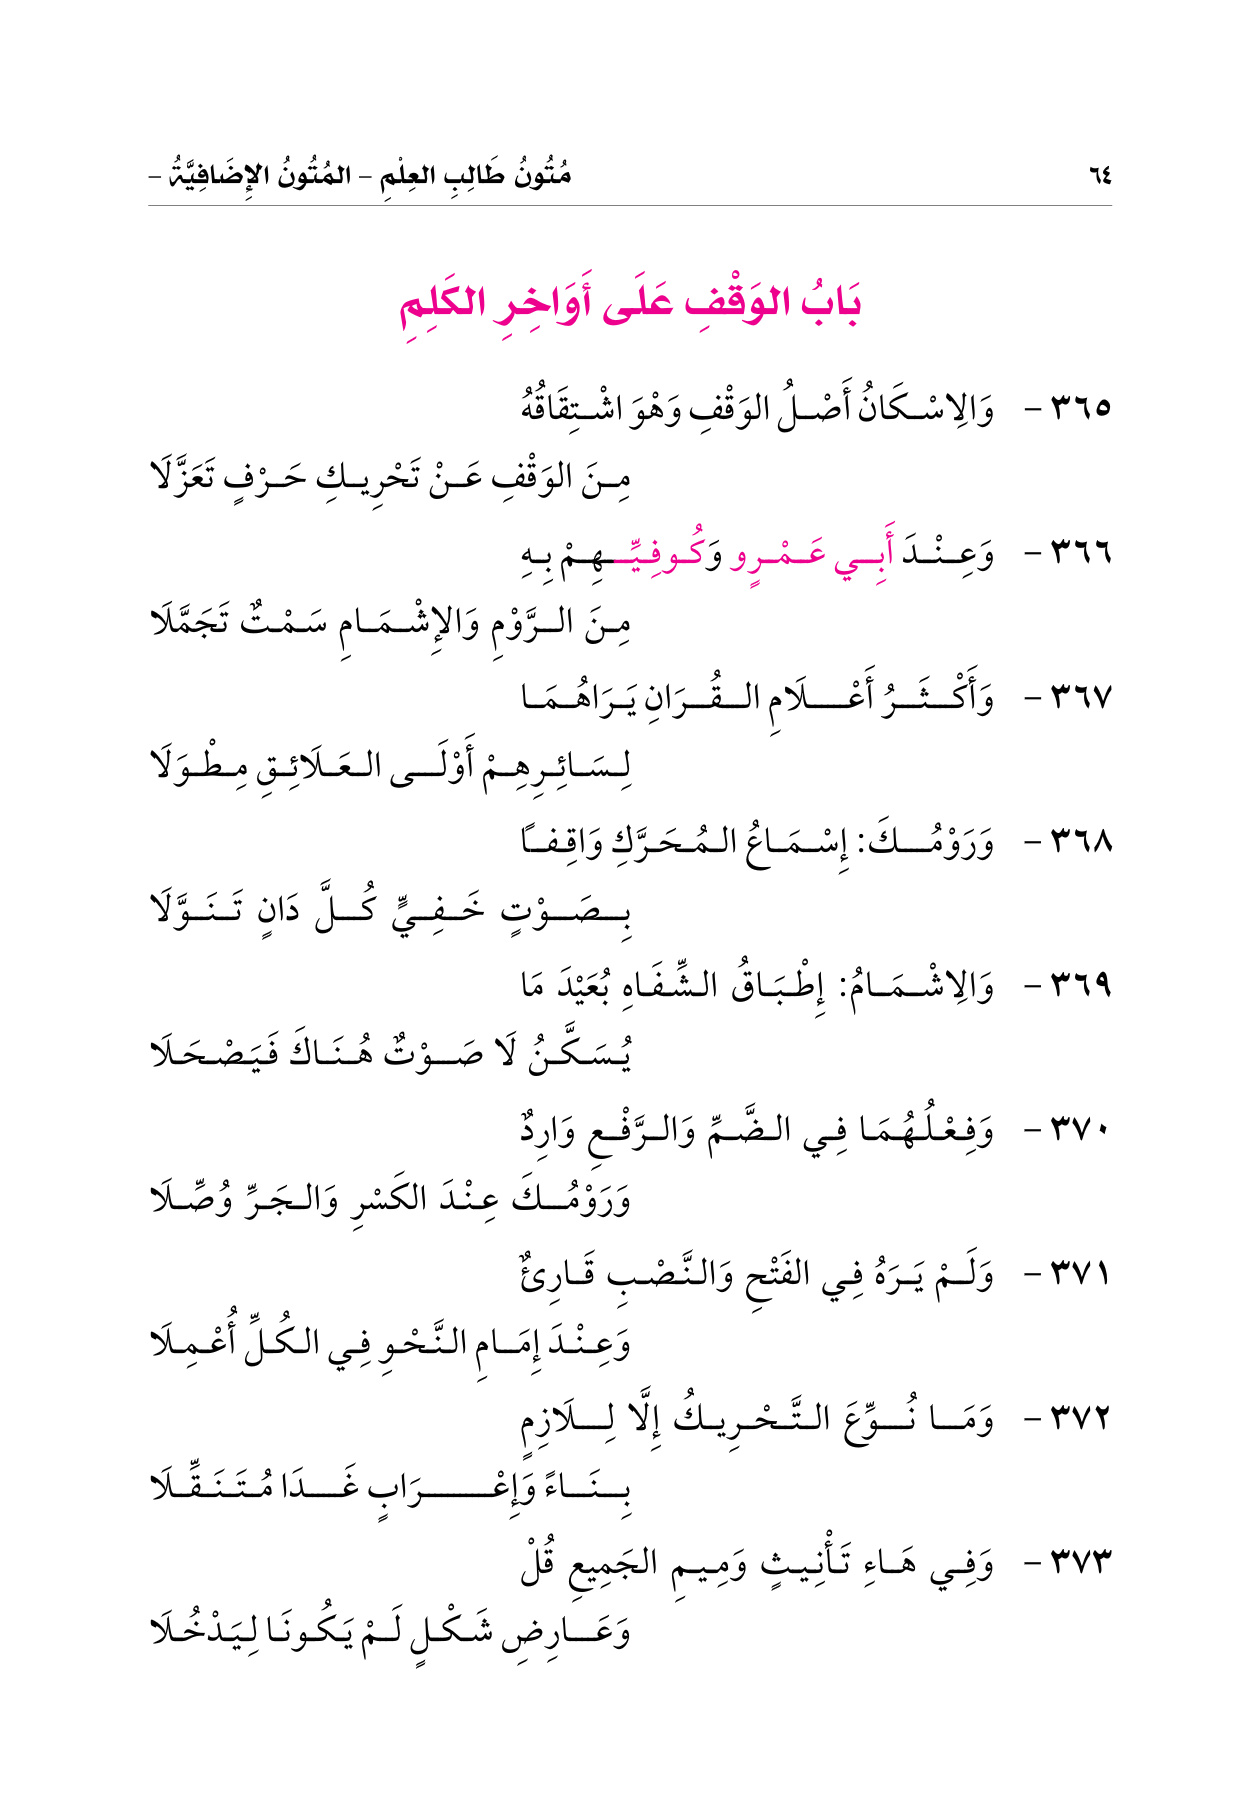 ٦٤ مُتُونُ طَالِبِ العِلْمِ – المُتُونُ الإِضَافِيَّةُ –
بَابُ الوَقْفِ عَلَى أَوَاخِرِ الكَلِمِ
٣٦٥ – وَالِاسْكَانُ أَصْلُ الوَقْفِ وَهْوَ اشْتِقَاقُهُ
مِنَ الوَقْفِ عَنْ تَحْرِيكِ حَرْفٍ تَعَزَّلَا
٣٦٦ – وَعِنْدَ أَبِي عَمْرٍو وَكُوفِيِّهِمْ بِهِ
مِنَ الرَّوْمِ وَالإِشْمَامِ سَمْتٌ تَجَمَّلَا
٣٦٧ – وَأَكْثَرُ أَعْلَامِ القُرَانِ يَرَاهُمَا
لِسَائِرِهِمْ أَوْلَى العَلَائِقِ مِطْوَلَا
٣٦٨ – وَرَوْمُكَ: إِسْمَاعُ المُحَرَّكِ وَاقِفًا
بِصَوْتٍ خَفِيٍّ كُلَّ دَانٍ تَنَوَّلَا
٣٦٩ – وَالِاشْمَامُ: إِطْبَاقُ الشِّفَاهِ بُعَيْدَ مَا
يُسَكَّنُ لَا صَوْتٌ هُنَاكَ فَيَصْحَلَا
٣٧٠ – وَفِعْلُهُمَا فِي الضَّمِّ وَالرَّفْعِ وَارِدٌ
وَرَوْمُكَ عِنْدَ الكَسْرِ وَالجَرِّ وُصِّلَا
٣٧١ – وَلَمْ يَرَهُ فِي الفَتْحِ وَالنَّصْبِ قَارِئٌ
وَعِنْدَ إِمَامِ النَّحْوِ فِي الكُلِّ أُعْمِلَا
٣٧٢ – وَمَا نُوِّعَ التَّحْرِيكُ إِلَّا لِلَازِمٍ
بِنَاءً وَإِعْرَابٍ غَدَا مُتَنَقِّلَا
٣٧٣ – وَفِي هَاءِ تَأْنِيثٍ وَمِيمِ الجَمِيعِ قُلْ
وَعَارِضِ شَكْلٍ لَمْ يَكُونَا لِيَدْخُلَا